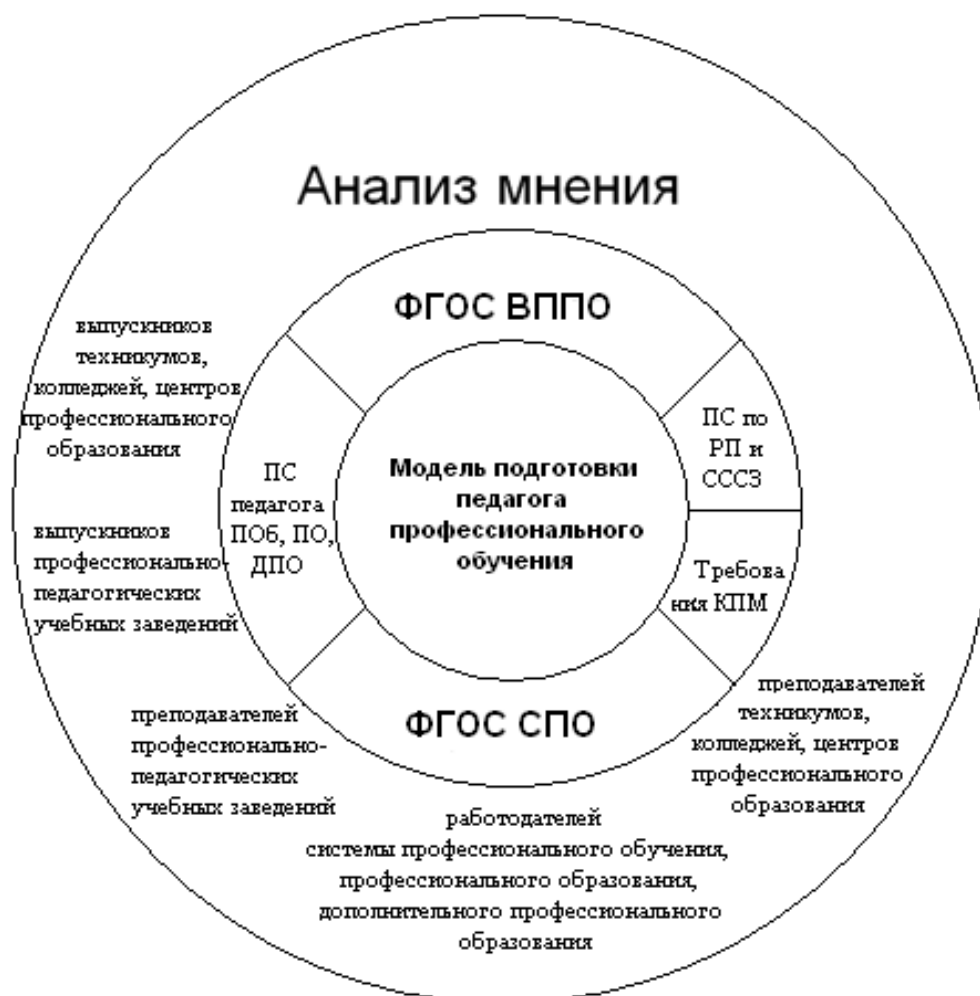 Анализ мнения
ФГОС ВППО
выпускников
техникумов,
колледжей, центров
профессионального
образования
ПС по
РП и
СССЗ
ПС
педагога
ПОб, ПО,
ДПО
Модель подготовки
педагога
профессионального
обучения
выпускников
профессионально-
педагогических
учебных заведений
Требова
ния КПМ
ФГОС СПО
преподавателей
профессионально-
педагогических
учебных заведений
преподавателей
техникумов,
колледжей, центров
профессионального
образования
работодателей
системы профессионального обучения,
профессионального образования,
дополнительного профессионального
образования